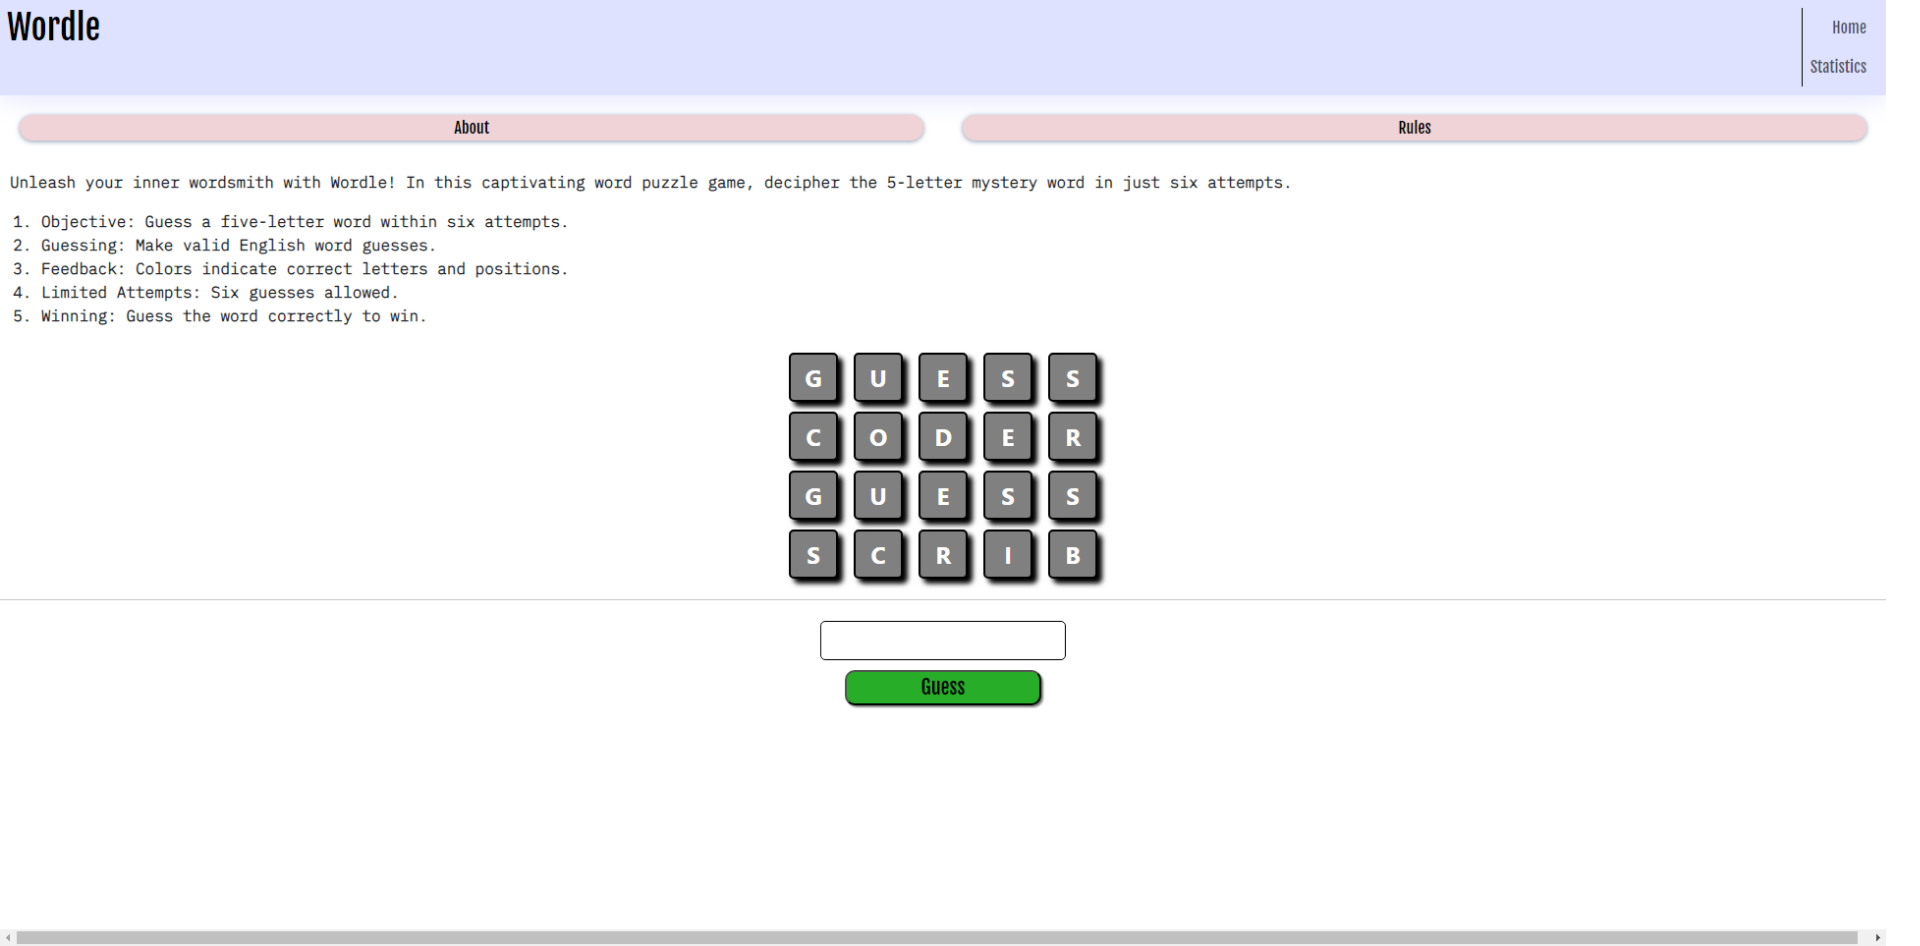 Wordle
Home
Statistics
About
Rules
Unleash your inner wordsmith with Wordle! In this captivating word puzzle game, decipher the 5-letter mystery word in just six attempts.
1. Objective: Guess a five-letter word within six attempts.
2. Guessing: Make valid English word guesses.
3. Feedback: Colors indicate correct letters and positions.
4. Limited Attempts: Six guesses allowed.
5. Winning: Guess the word correctly to win.
G U E S S
C O D E R
G U E S S
S C R I B
Guess